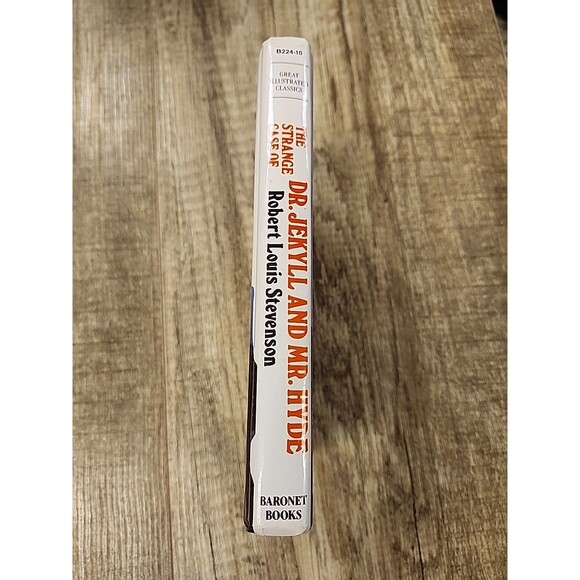 B224-10
GREAT
ILLUSTRATED
CLASSICS
THE
STRANGE
CASE OF
DR. JEKYLL AND MR. HYDE
Robert Louis Stevenson
BARONET
BOOKS